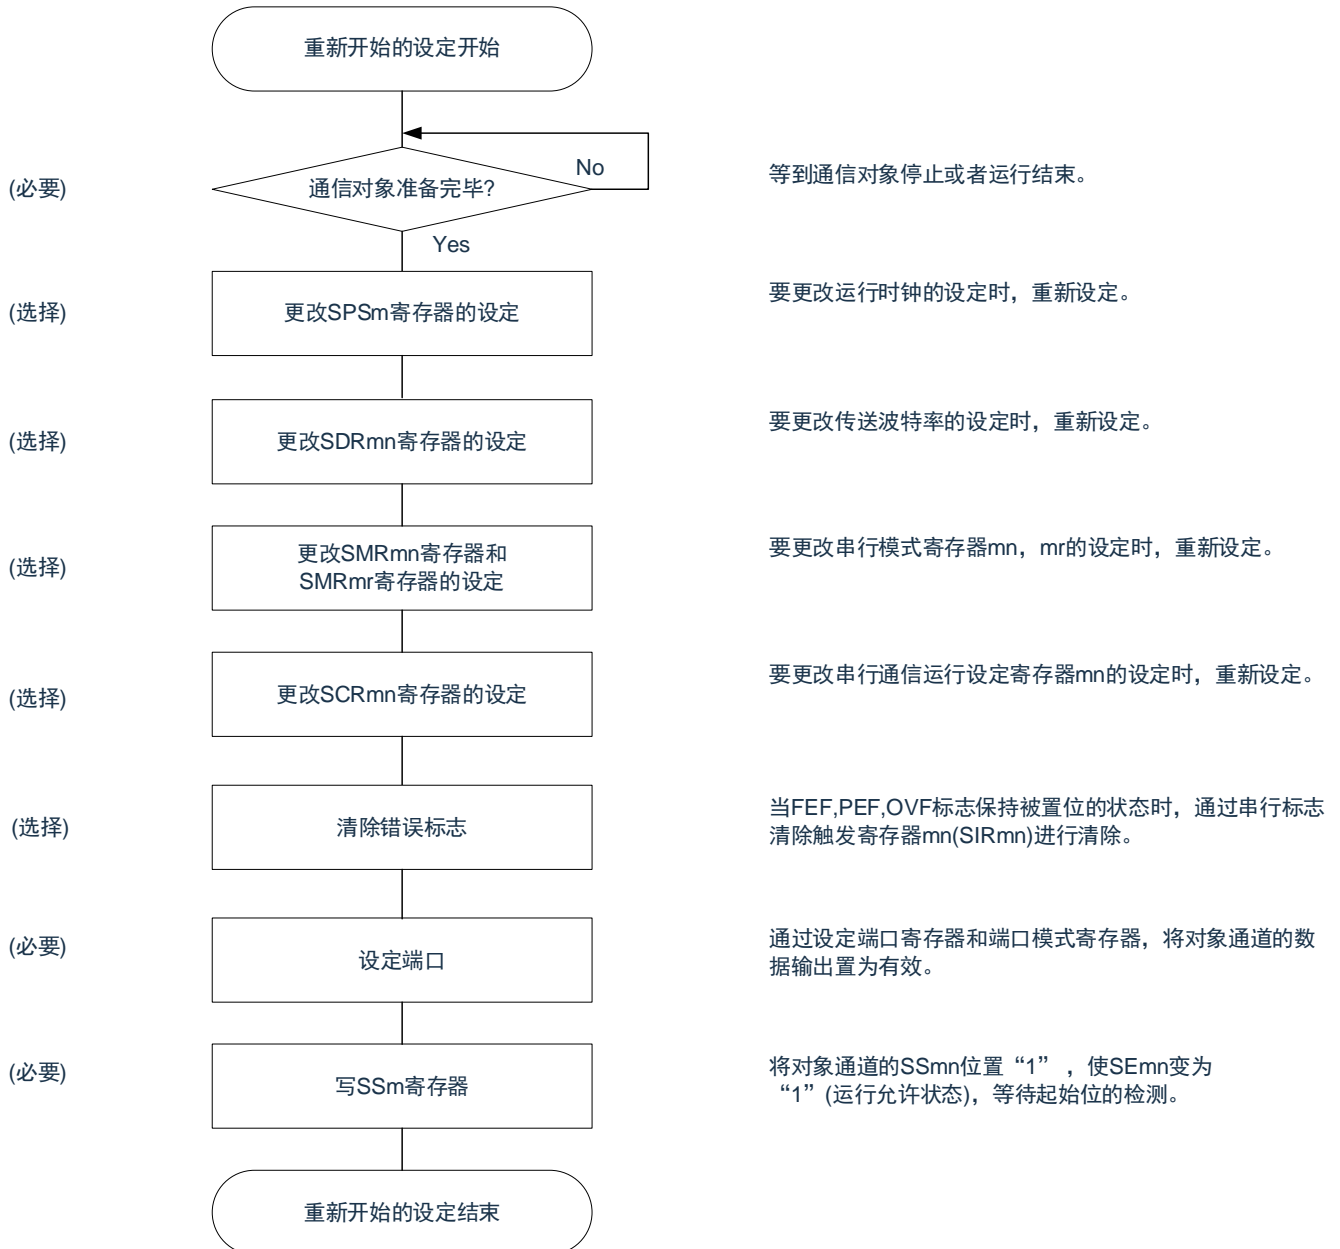 重新开始的设定开始
No
(必要)
通信对象准备完毕?
等到通信对象停止或者运行结束。
Yes
(选择)
更改SPSm寄存器的设定
要更改运行时钟的设定时，重新设定。
(选择)
更改SDRmn寄存器的设定
要更改传送波特率的设定时，重新设定。
(选择)
更改SMRmn寄存器和
SMRmr寄存器的设定
要更改串行模式寄存器mn，mr的设定时，重新设定。
(选择)
更改SCRmn寄存器的设定
要更改串行通信运行设定寄存器mn的设定时，重新设定。
(选择)
清除错误标志
当FEF,PEF,OVF标志保持被置位的状态时，通过串行标志
清除触发寄存器mn(SIRmn)进行清除。
(必要)
设定端口
通过设定端口寄存器和端口模式寄存器，将对象通道的数
据输出置为有效。
(必要)
写SSm寄存器
将对象通道的SSmn位置“1”，使SEmn变为
“1”(运行允许状态)，等待起始位的检测。
重新开始的设定结束